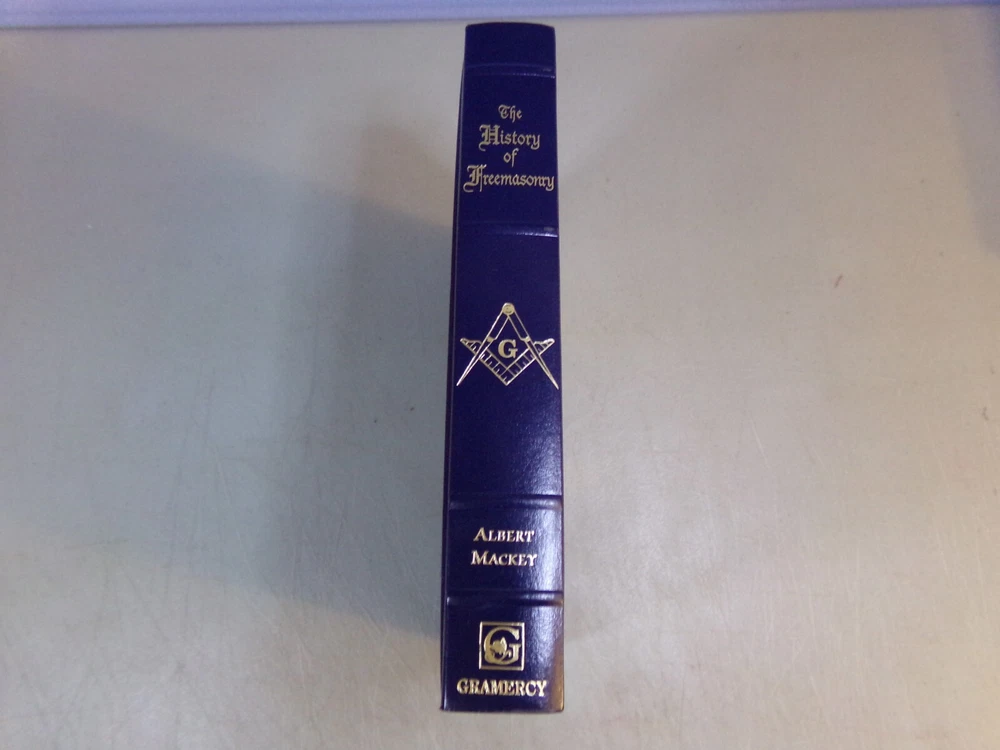 The
History
of
Freemasonry
G
ALBERT
MACKEY
G
GRAMERCY